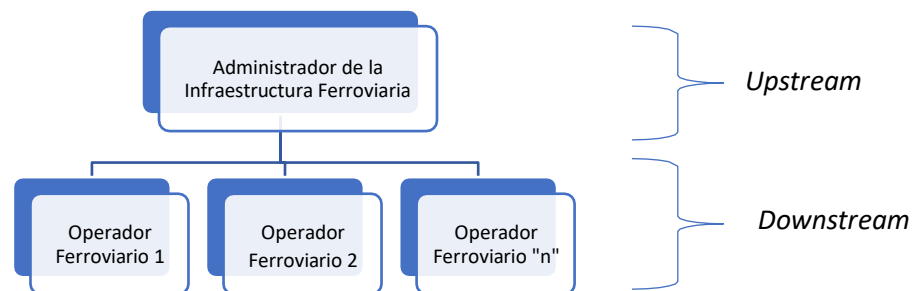 Administrador de la
Infraestructura Ferroviaria
Upstream
Operador
Ferroviario 1
Operador
Ferroviario 2
Operador
Ferroviario "n"
Downstream